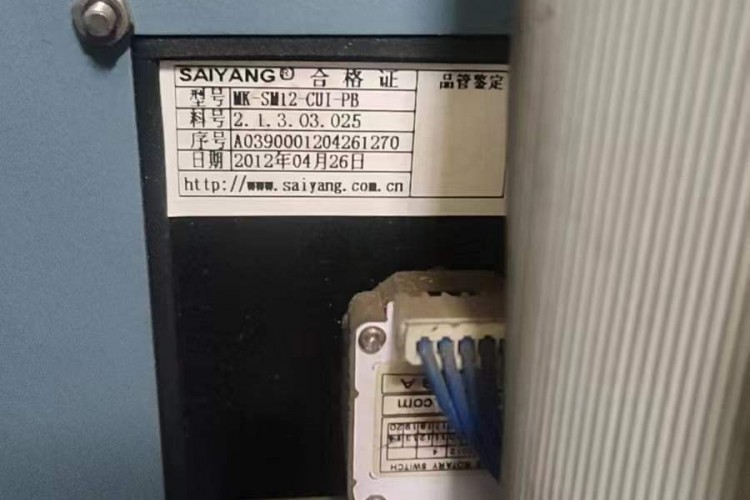 SAIYANG® 合格证 品管鉴定
型号 MK-SM12-CUI-PB
料号 2.1.3.03.025
序号 A0390001204261270
日期 2012年04月26日
http://www.saiyang.com.cn
.com
ROTARY SWITCH